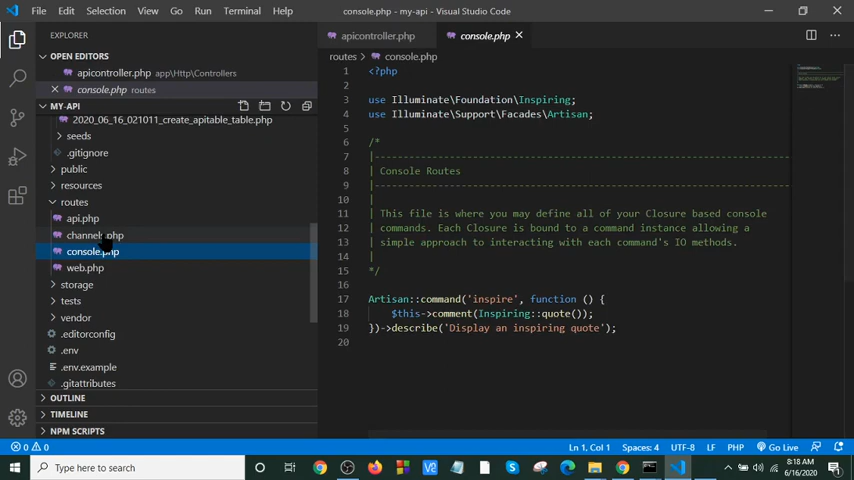 File Edit Selection View Go Run Terminal Help console.php - my-api - Visual Studio Code
EXPLORER
OPEN EDITORS
apicontroller.php app\Http\Controllers
console.php routes
MY-API
2020_06_16_021011_create_apitable_table.php
seeds
.gitignore
public
resources
routes
api.php
channels.php
console.php
web.php
storage
tests
vendor
.editorconfig
.env
.env.example
.gitattributes
OUTLINE
TIMELINE
NPM SCRIPTS
apicontroller.php console.php
routes > console.php
1 <?php
2
3 use Illuminate\Foundation\Inspiring;
4 use Illuminate\Support\Facades\Artisan;
5
6 /*
7 |--------------------------------------------------------------------------
8 | Console Routes
9 |--------------------------------------------------------------------------
10 |
11 | This file is where you may define all of your Closure based console
12 | commands. Each Closure is bound to a command instance allowing a
13 | simple approach to interacting with each command's IO methods.
14 |
15 */
16
17 Artisan::command('inspire', function () {
18 $this->comment(Inspiring::quote());
19 })->describe('Display an inspiring quote');
20
0 0 Ln 1, Col 1 Spaces: 4 UTF-8 LF PHP Go Live
Type here to search
8:18 AM
6/16/2020